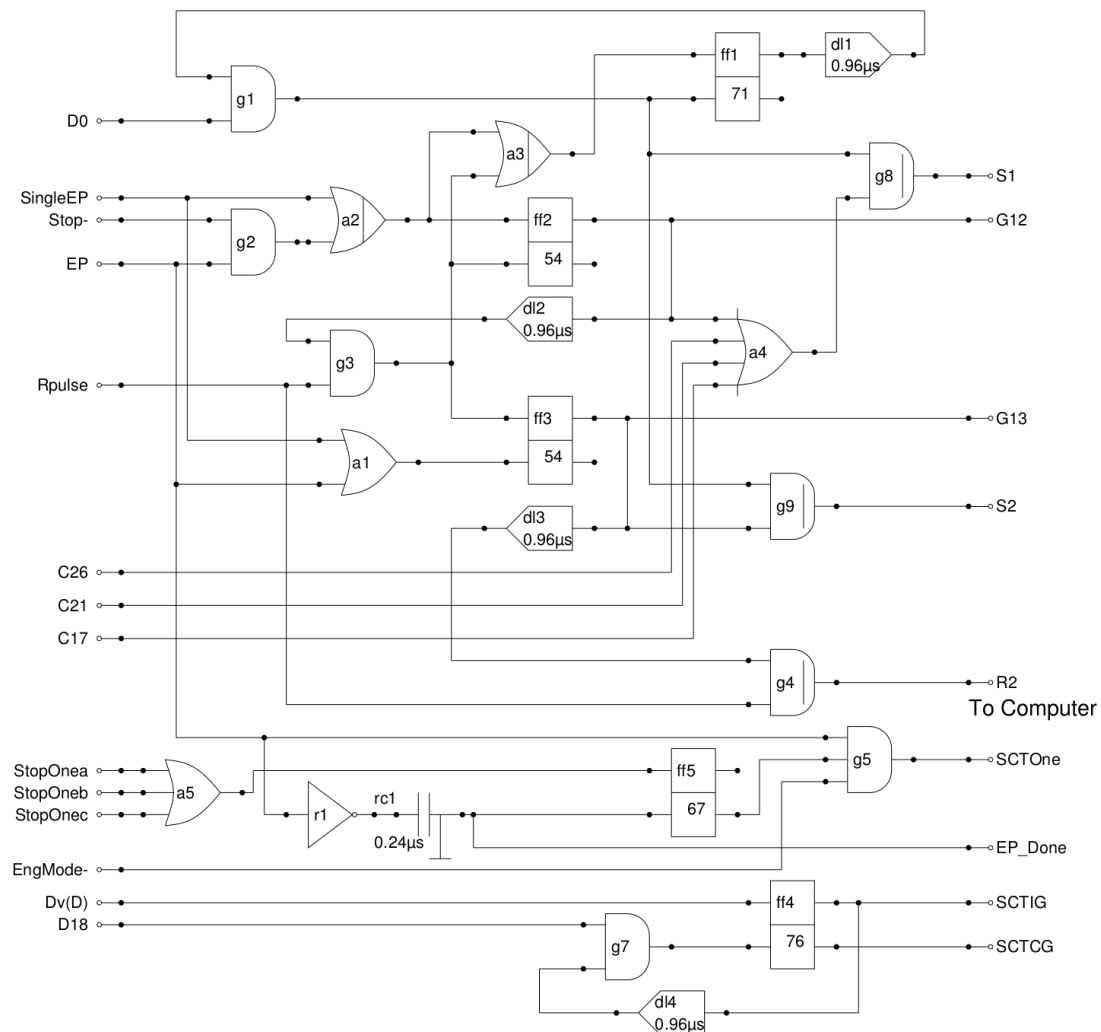 dl1
0.96µs
ff1
71
g1
D0
a3
g8
S1
SingleEP
Stop-
a2
ff2
54
G12
g2
EP
dl2
0.96µs
g3
a4
Rpulse
ff3
54
G13
a1
g9
S2
dl3
0.96µs
C26
C21
C17
g4
R2
To Computer
g5
SCTOne
StopOnea
StopOneb
StopOnec
a5
ff5
67
r1
rc1
0.24µs
EP_Done
EngMode-
Dv(D)
D18
ff4
76
SCTIG
SCTCG
g7
dl4
0.96µs